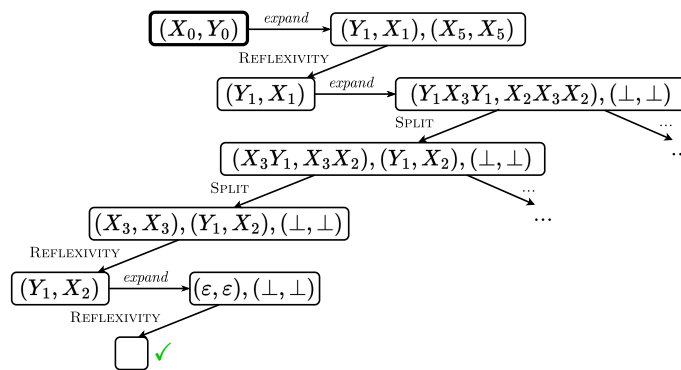 (X₀, Y₀) expand (Y₁, X₁), (X₅, X₅)
REFLEXIVITY
(Y₁, X₁) expand (Y₁X₃Y₁, X₂X₃X₂), (⊥, ⊥)
SPLIT ...
(X₃Y₁, X₃X₂), (Y₁, X₂), (⊥, ⊥) ..
SPLIT ...
(X₃, X₃), (Y₁, X₂), (⊥, ⊥) ...
REFLEXIVITY
(Y₁, X₂) expand (ε, ε), (⊥, ⊥)
REFLEXIVITY
✓